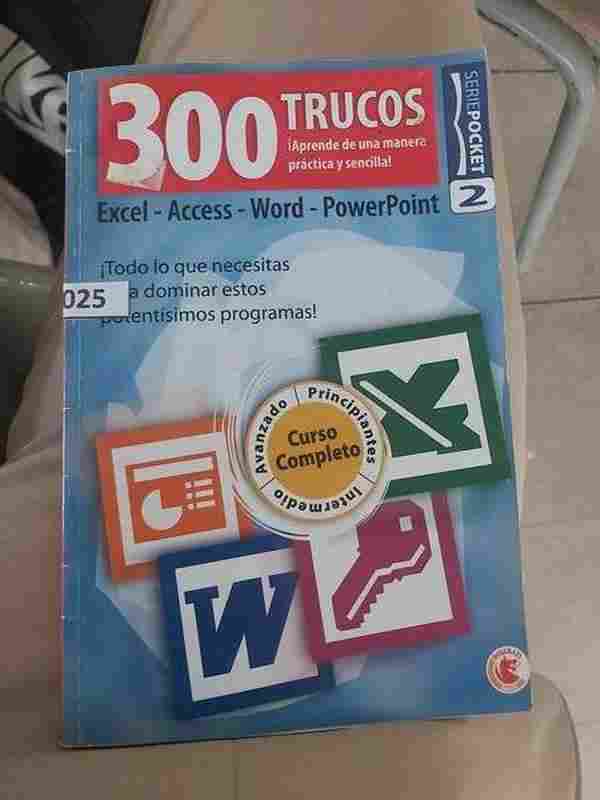 300 TRUCOS
¡Aprende de una manera
práctica y sencilla!
SERIE POCKET
2
Excel - Access - Word - PowerPoint
¡Todo lo que necesitas
025
a dominar estos
potentísimos programas!
Avanzado
Principiantes
Intermedio
Curso
Completo
X
W